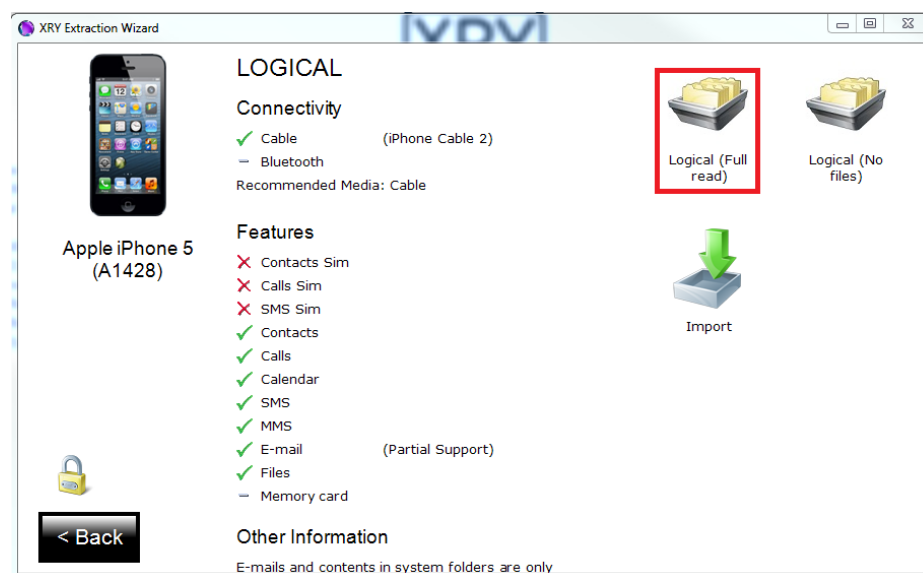 XRY Extraction Wizard
LOGICAL
Connectivity
Cable (iPhone Cable 2)
Bluetooth
Recommended Media: Cable
Apple iPhone 5
(A1428)
Features
Contacts Sim
Calls Sim
SMS Sim
Contacts
Calls
Calendar
SMS
MMS
E-mail (Partial Support)
Files
Memory card
Other Information
E-mails and contents in system folders are only
Logical (Full
read)
Logical (No
files)
Import
< Back